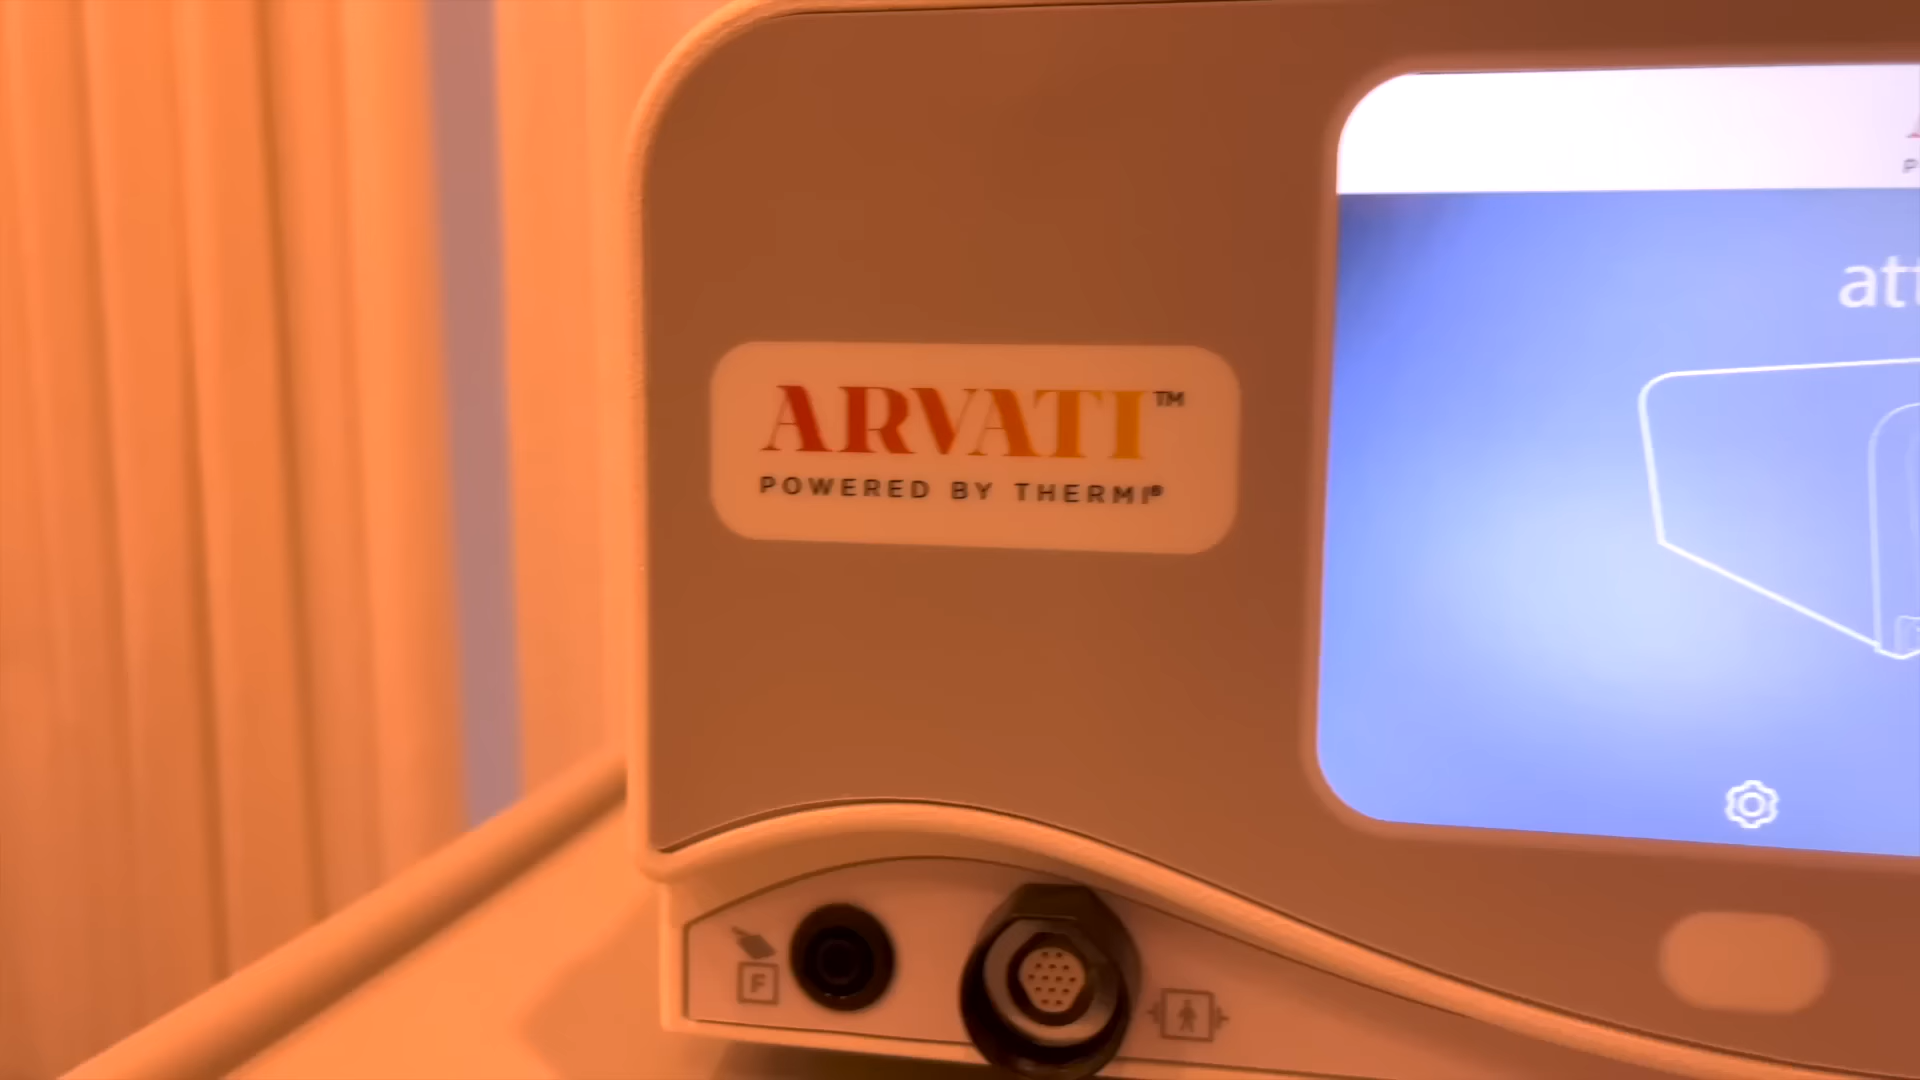 ARVATI™
POWERED BY THERMI®
att
F